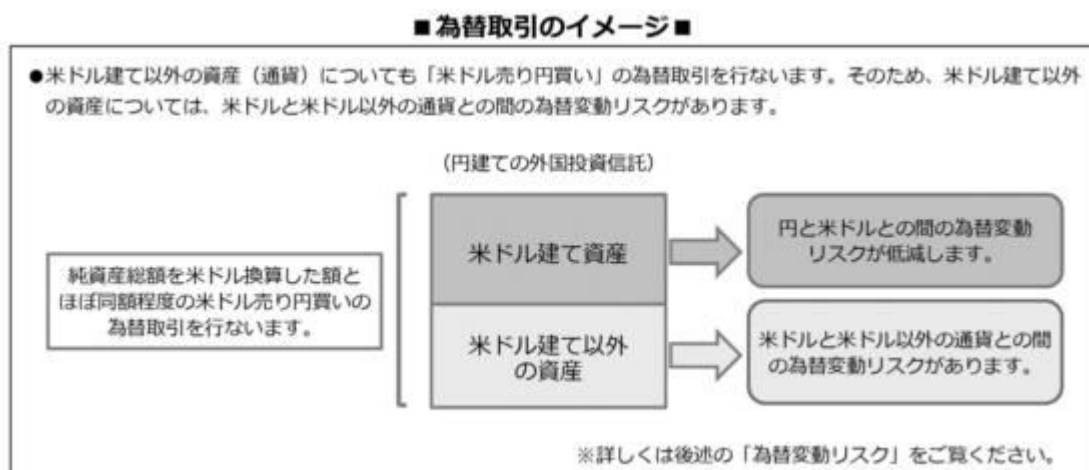 ■為替取引のイメージ■
●米ドル建て以外の資産（通貨）についても「米ドル売り円買い」の為替取引を行ないます。そのため、米ドル建て以外
の資産については、米ドルと米ドル以外の通貨との間の為替変動リスクがあります。
（円建ての外国投資信託）
純資産総額を米ドル換算した額と
ほぼ同額程度の米ドル売り円買いの
為替取引を行ないます。
米ドル建て資産
円と米ドルとの間の為替変動
リスクが低減します。
米ドル建て以外
の資産
米ドルと米ドル以外の通貨との間
の為替変動リスクがあります。
※詳しくは後述の「為替変動リスク」をご覧ください。